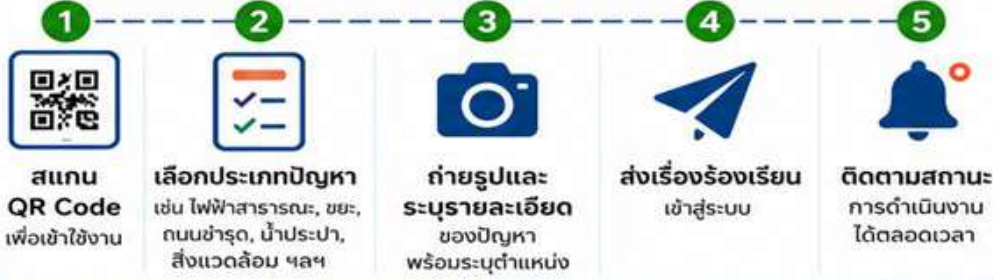 1
2
3
4
5
สแกน
QR Code
เพื่อเข้าใช้งาน
เลือกประเภทปัญหา
เช่น ไฟฟ้าสาธารณะ, ขยะ,
ถนนชำรุด, น้ำประปา,
สิ่งแวดล้อม ฯลฯ
ถ่ายรูปและ
ระบุรายละเอียด
ของปัญหา
พร้อมระบุตำแหน่ง
ส่งเรื่องร้องเรียน
เข้าสู่ระบบ
ติดตามสถานะ
การดำเนินงาน
ได้ตลอดเวลา